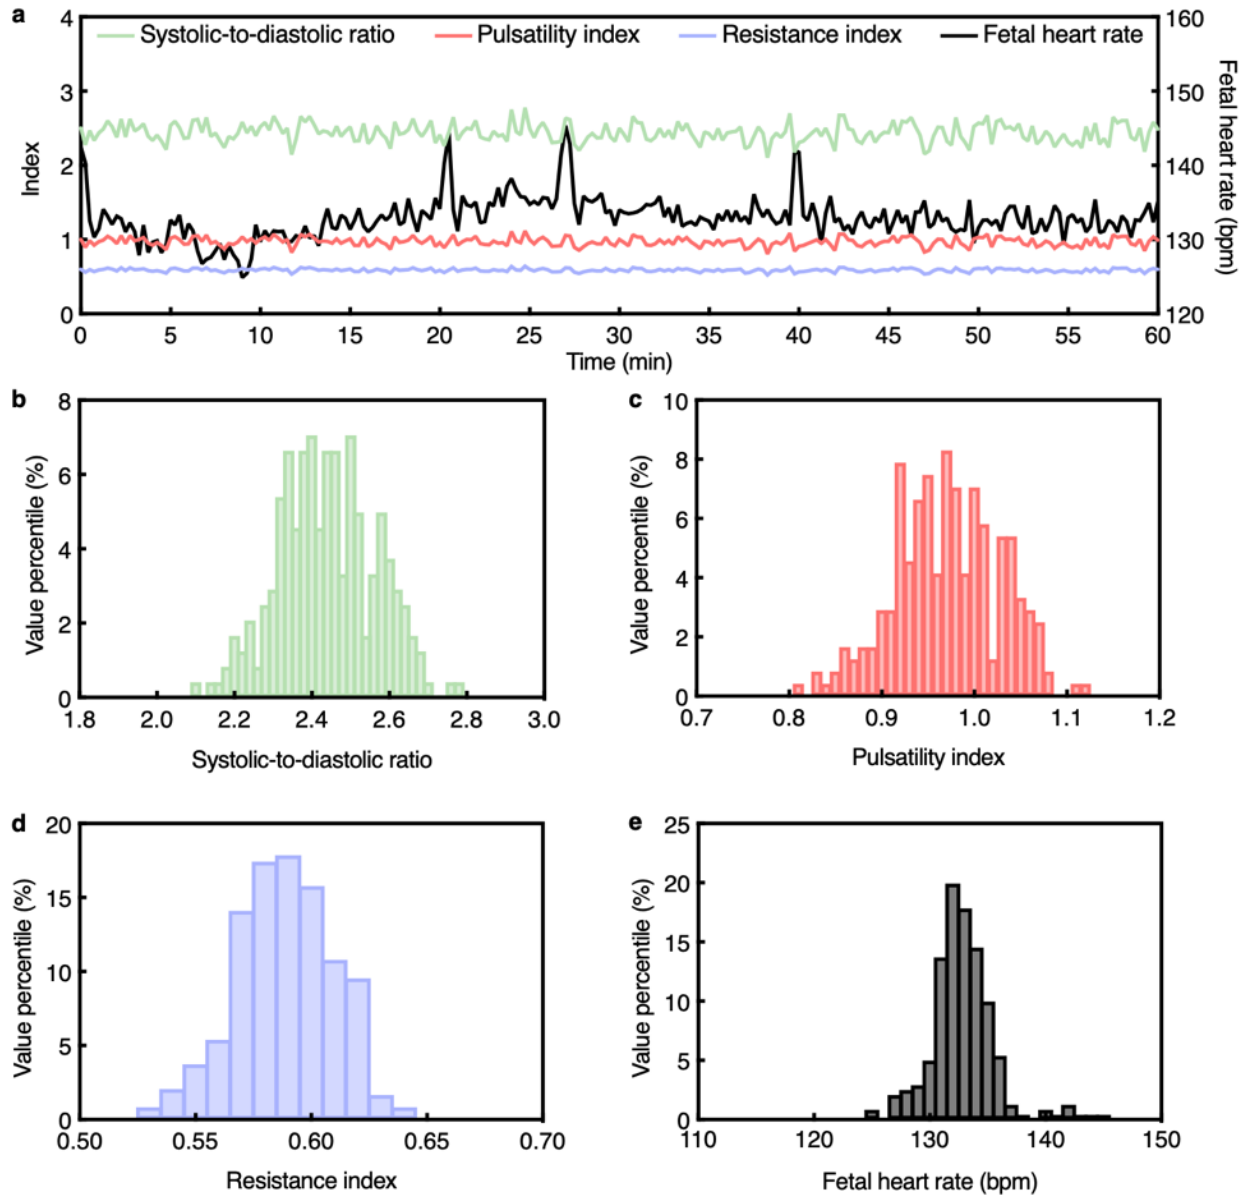 a
Systolic-to-diastolic ratio Pulsatility index Resistance index Fetal heart rate
4 3 2 1 0
Index
160 150 140 130 120
Fetal heart rate (bpm)
0 5 10 15 20 25 30 35 40 45 50 55 60
Time (min)
b
8 6 4 2 0
Value percentile (%)
1.8 2.0 2.2 2.4 2.6 2.8 3.0
Systolic-to-diastolic ratio
c
10 8 6 4 2 0
Value percentile (%)
0.7 0.8 0.9 1.0 1.1 1.2
Pulsatility index
d
20 15 10 5 0
Value percentile (%)
0.50 0.55 0.60 0.65 0.70
Resistance index
e
25 20 15 10 5 0
Value percentile (%)
110 120 130 140 150
Fetal heart rate (bpm)